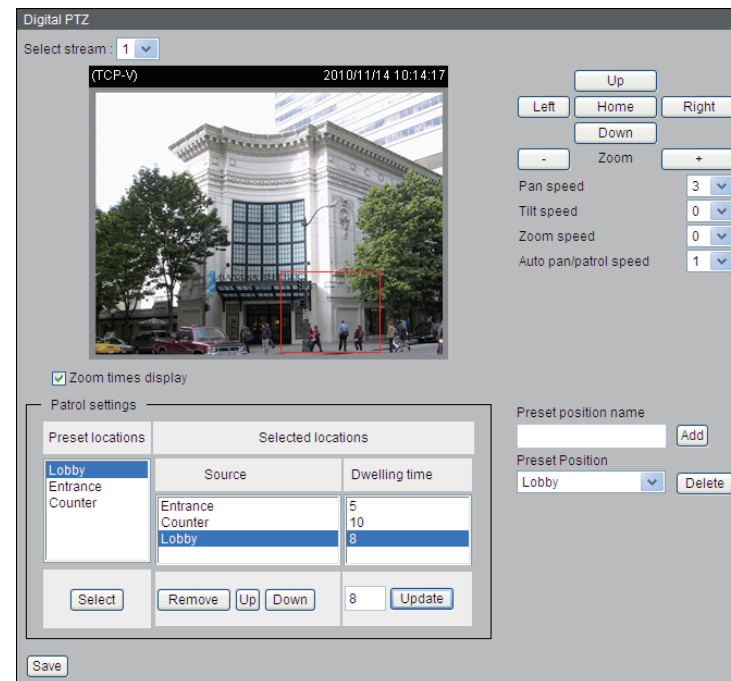 Digital PTZ
Select stream : 1
(TCP-V) 2010/11/14 10:14:17
BANANA REPUBLIC
Up
Left Home Right
Down
- Zoom +
Pan speed 3
Tilt speed 0
Zoom speed 0
Auto pan/patrol speed 1
Zoom times display
Patrol settings
Preset locations Selected locations
Source Dwelling time
Lobby
Entrance
Counter
Entrance 5
Counter 10
Lobby 8
Select Remove Up Down 8 Update
Preset position name
Add
Preset Position
Lobby Delete
Save